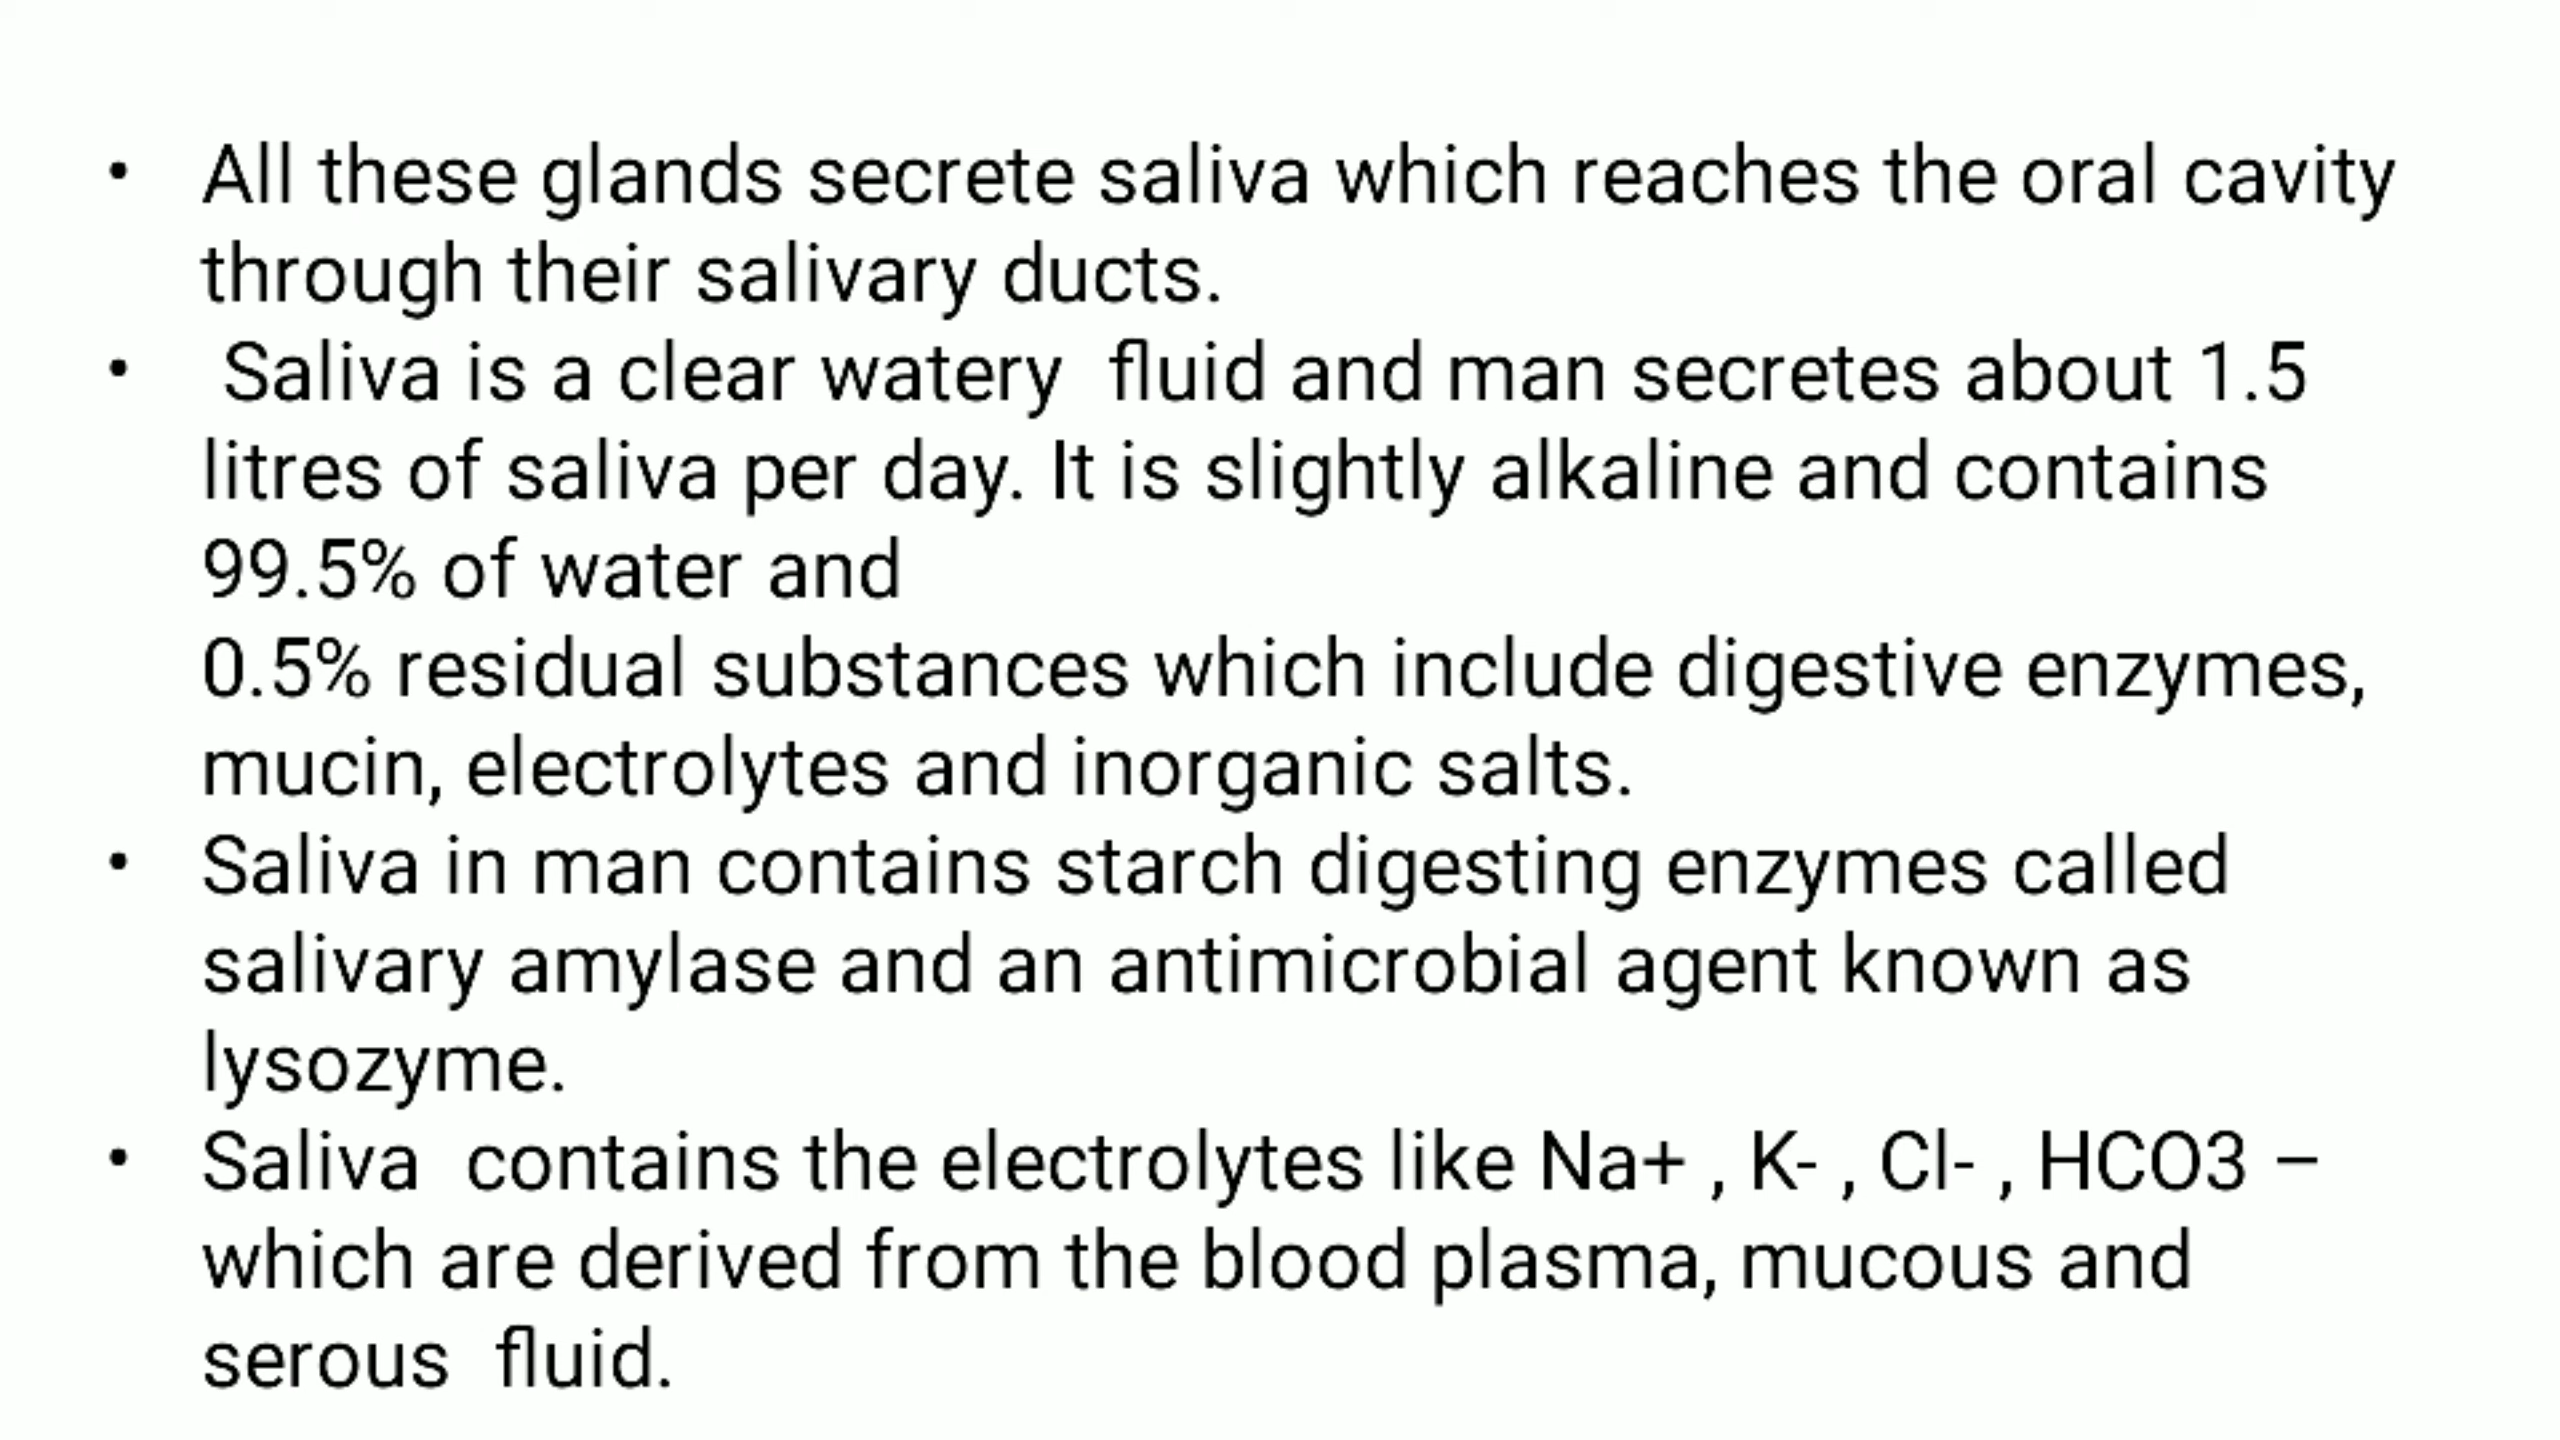 • All these glands secrete saliva which reaches the oral cavity
through their salivary ducts.
• Saliva is a clear watery  fluid and man secretes about 1.5
litres of saliva per day. It is slightly alkaline and contains
99.5% of water and
0.5% residual substances which include digestive enzymes,
mucin, electrolytes and inorganic salts.
• Saliva in man contains starch digesting enzymes called
salivary amylase and an antimicrobial agent known as
lysozyme.
• Saliva  contains the electrolytes like Na+ , K- , Cl- , HCO3 –
which are derived from the blood plasma, mucous and
serous  fluid.